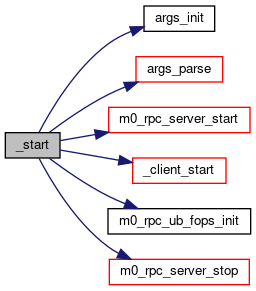 _start
args_init
args_parse
m0_rpc_server_start
_client_start
m0_rpc_ub_fops_init
m0_rpc_server_stop